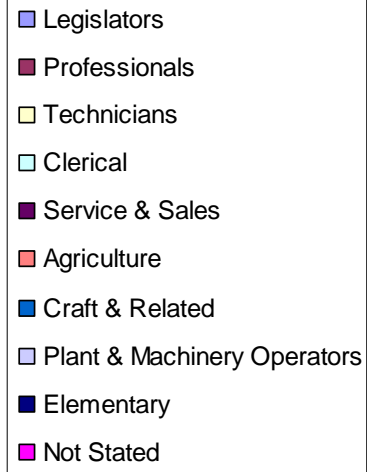 Legislators
Professionals
Technicians
Clerical
Service & Sales
Agriculture
Craft & Related
Plant & Machinery Operators
Elementary
Not Stated